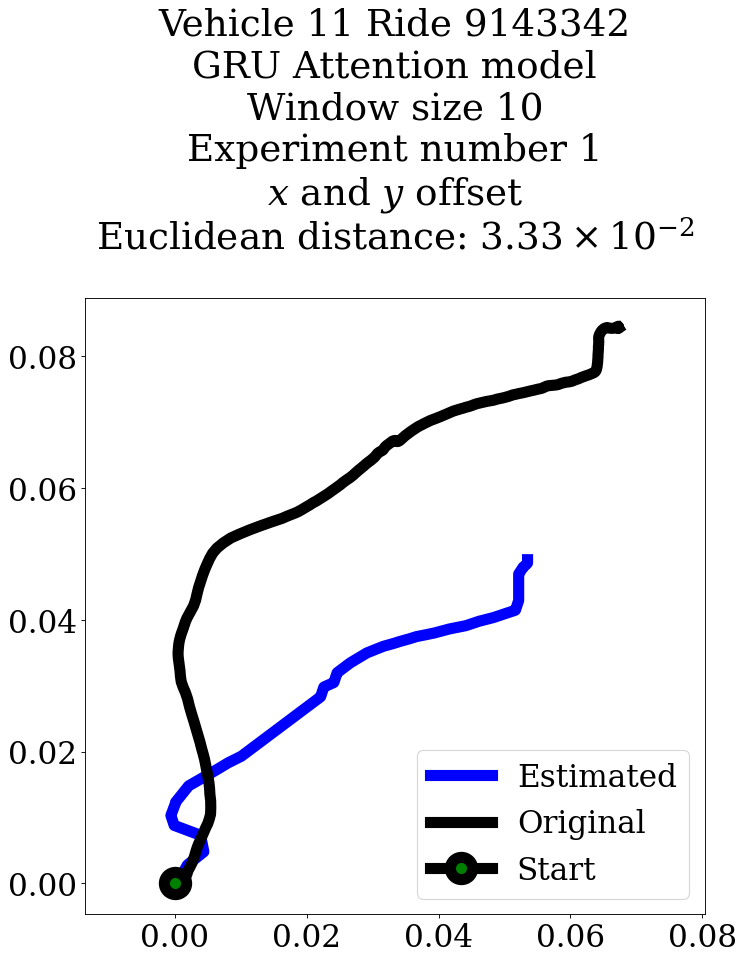 Vehicle 11 Ride 9143342
GRU Attention model
Window size 10
Experiment number 1
x and y offset
Euclidean distance: 3.33 × 10⁻²
0.08
0.06
0.04
0.02
0.00
Estimated
Original
Start
0.00 0.02 0.04 0.06 0.08